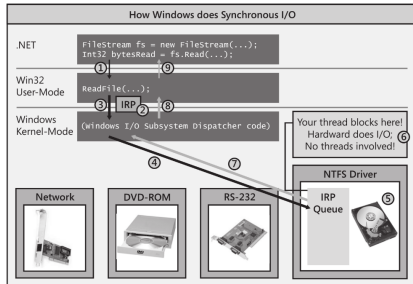 How Windows does Synchronous I/O
.NET
FileStream fs = new FileStream(...);
Int32 bytesRead = fs.Read(...);
1
9
Win32
User-Mode
ReadFile(...);
3
IRP
2
8
Windows
Kernel-Mode
(Windows I/O Subsystem Dispatcher code)
Your thread blocks here!
Hardward does I/O;
No threads involved!
6
4
7
NTFS Driver
IRP
Queue
5
Network
DVD-ROM
RS-232